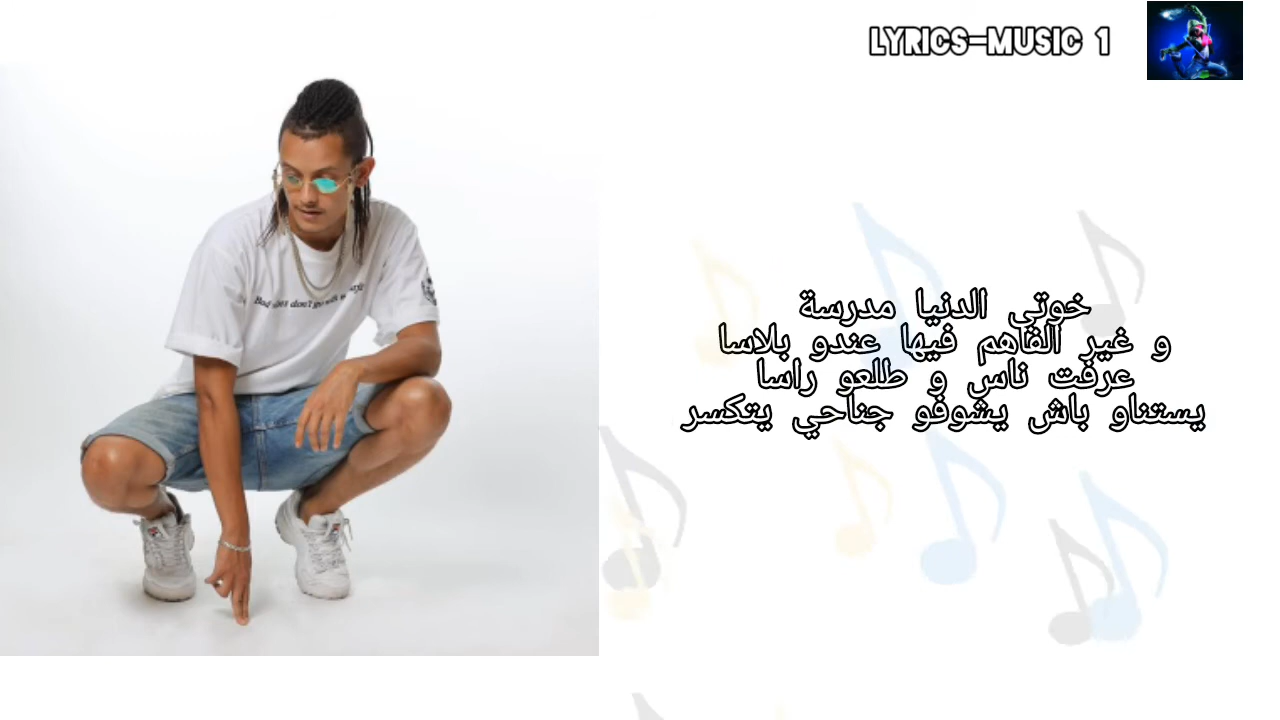 LYRICS-MUSIC 1
خوتي الدنيا مدرسة
و غير الفاهم فيها عندو بلاسا
عرفت ناس و طلعو راسا
يستناو باش يشوفو جناحي يتكسر